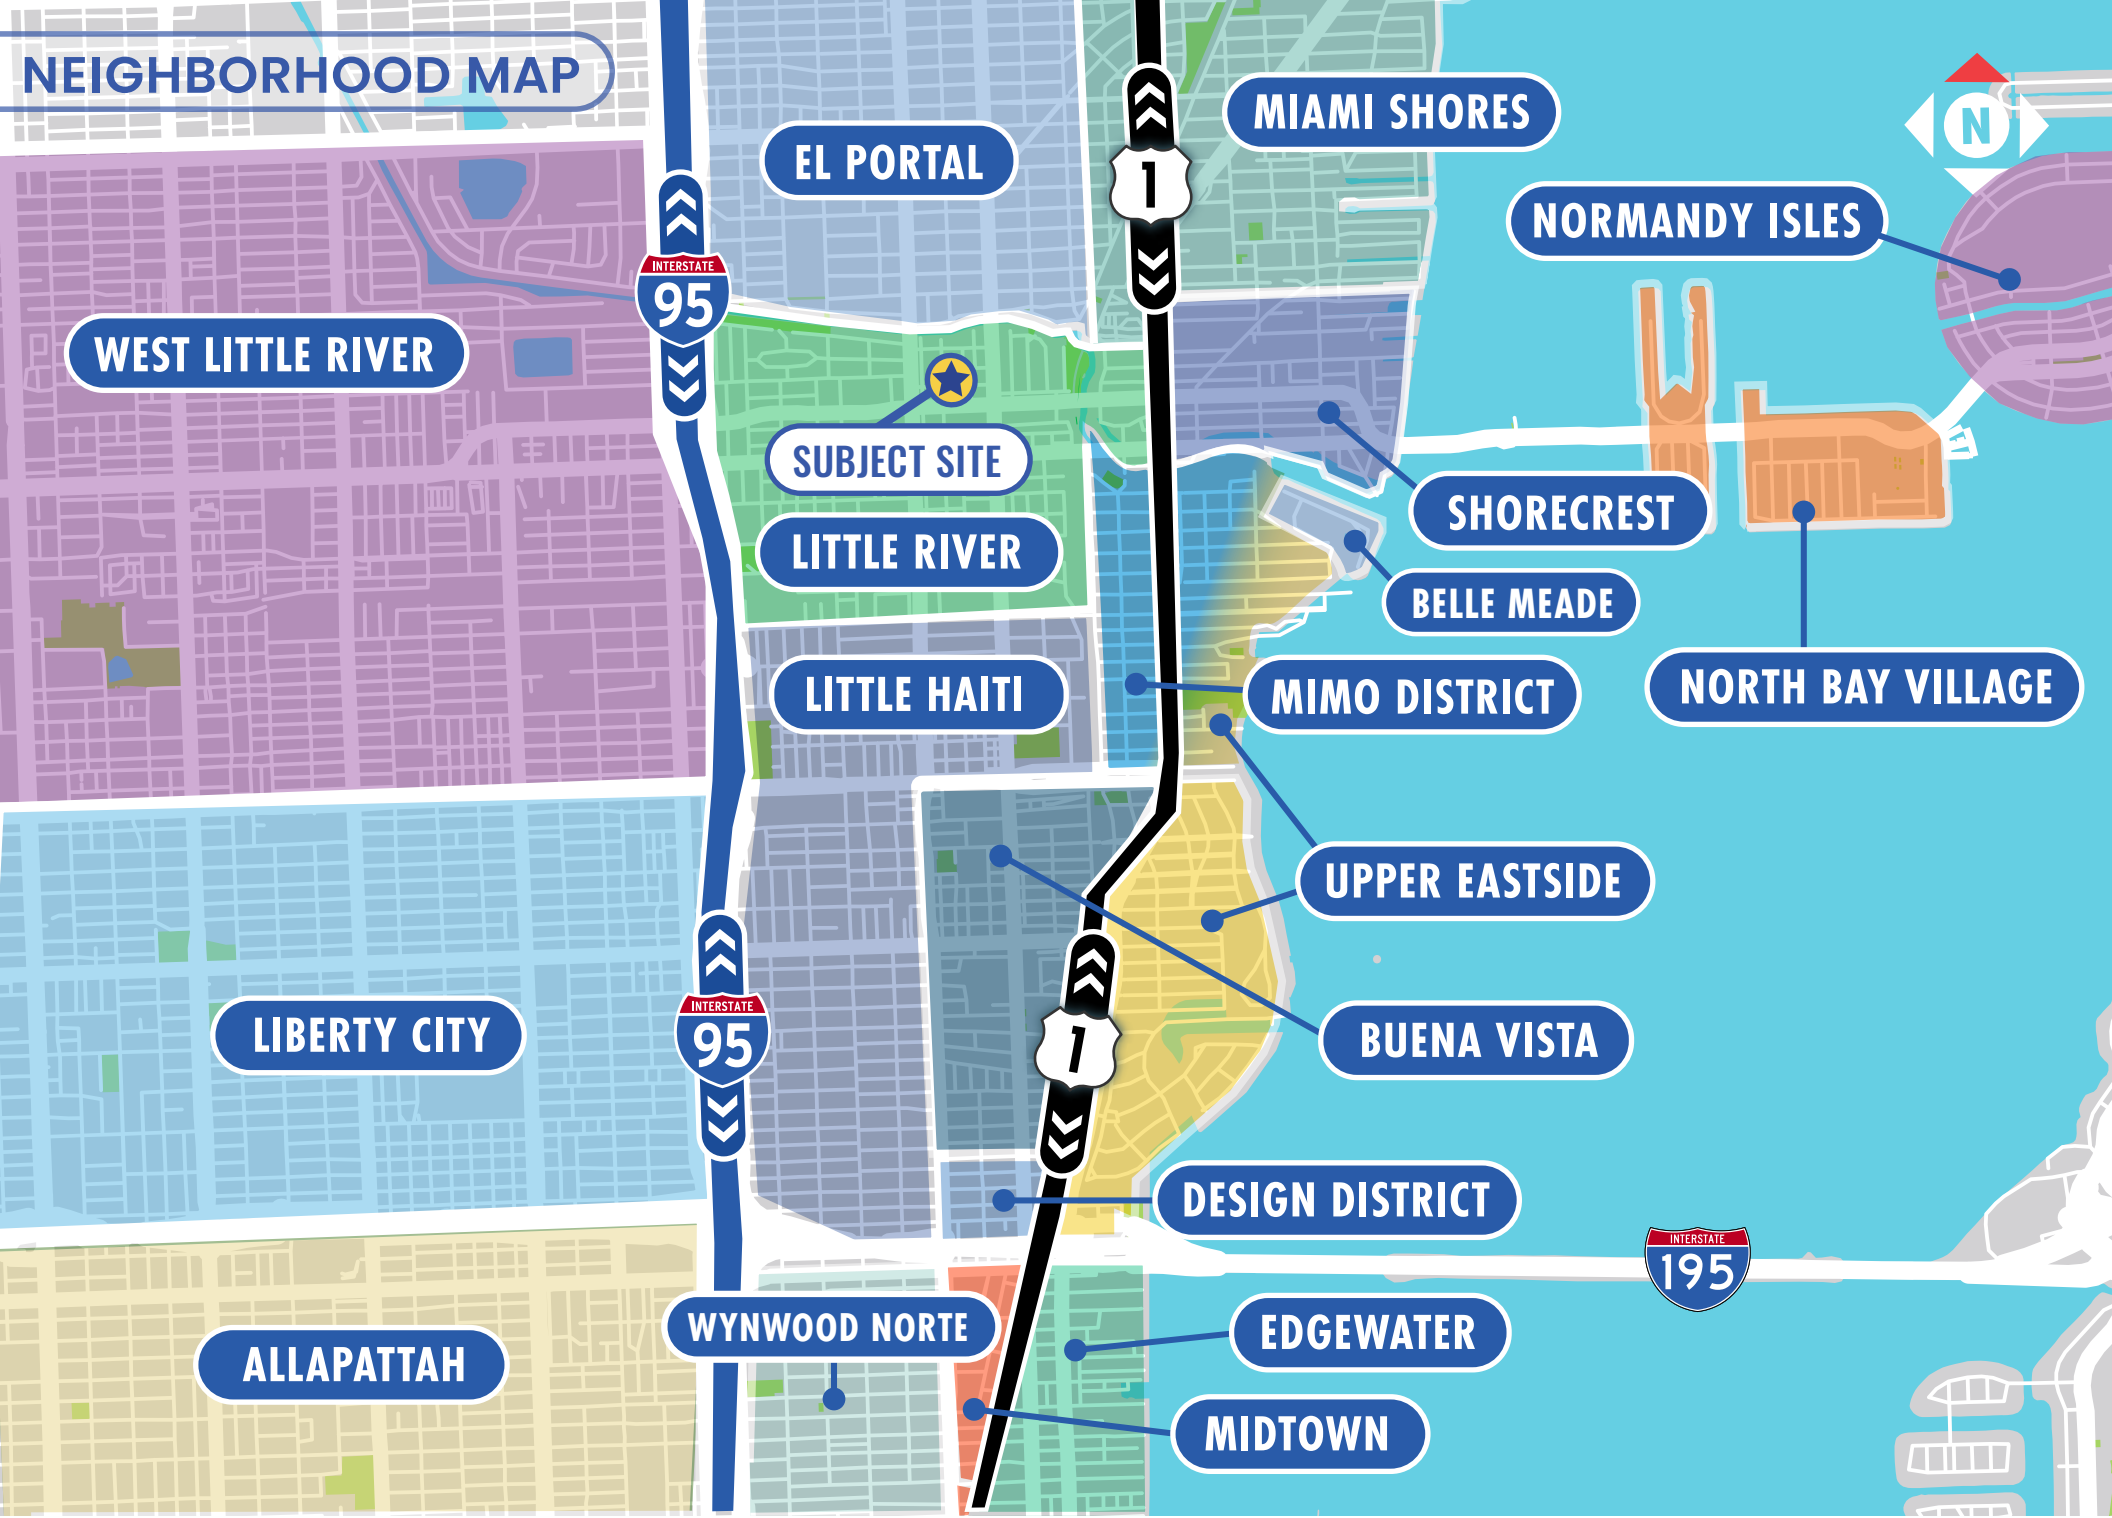 NEIGHBORHOOD MAP
MIAMI SHORES
N
EL PORTAL
1
NORMANDY ISLES
INTERSTATE
95
WEST LITTLE RIVER
SUBJECT SITE
SHORECREST
LITTLE RIVER
BELLE MEADE
LITTLE HAITI
MIMO DISTRICT
NORTH BAY VILLAGE
UPPER EASTSIDE
INTERSTATE
95
LIBERTY CITY
1
BUENA VISTA
DESIGN DISTRICT
INTERSTATE
195
WYNWOOD NORTE
EDGEWATER
ALLAPATTAH
MIDTOWN